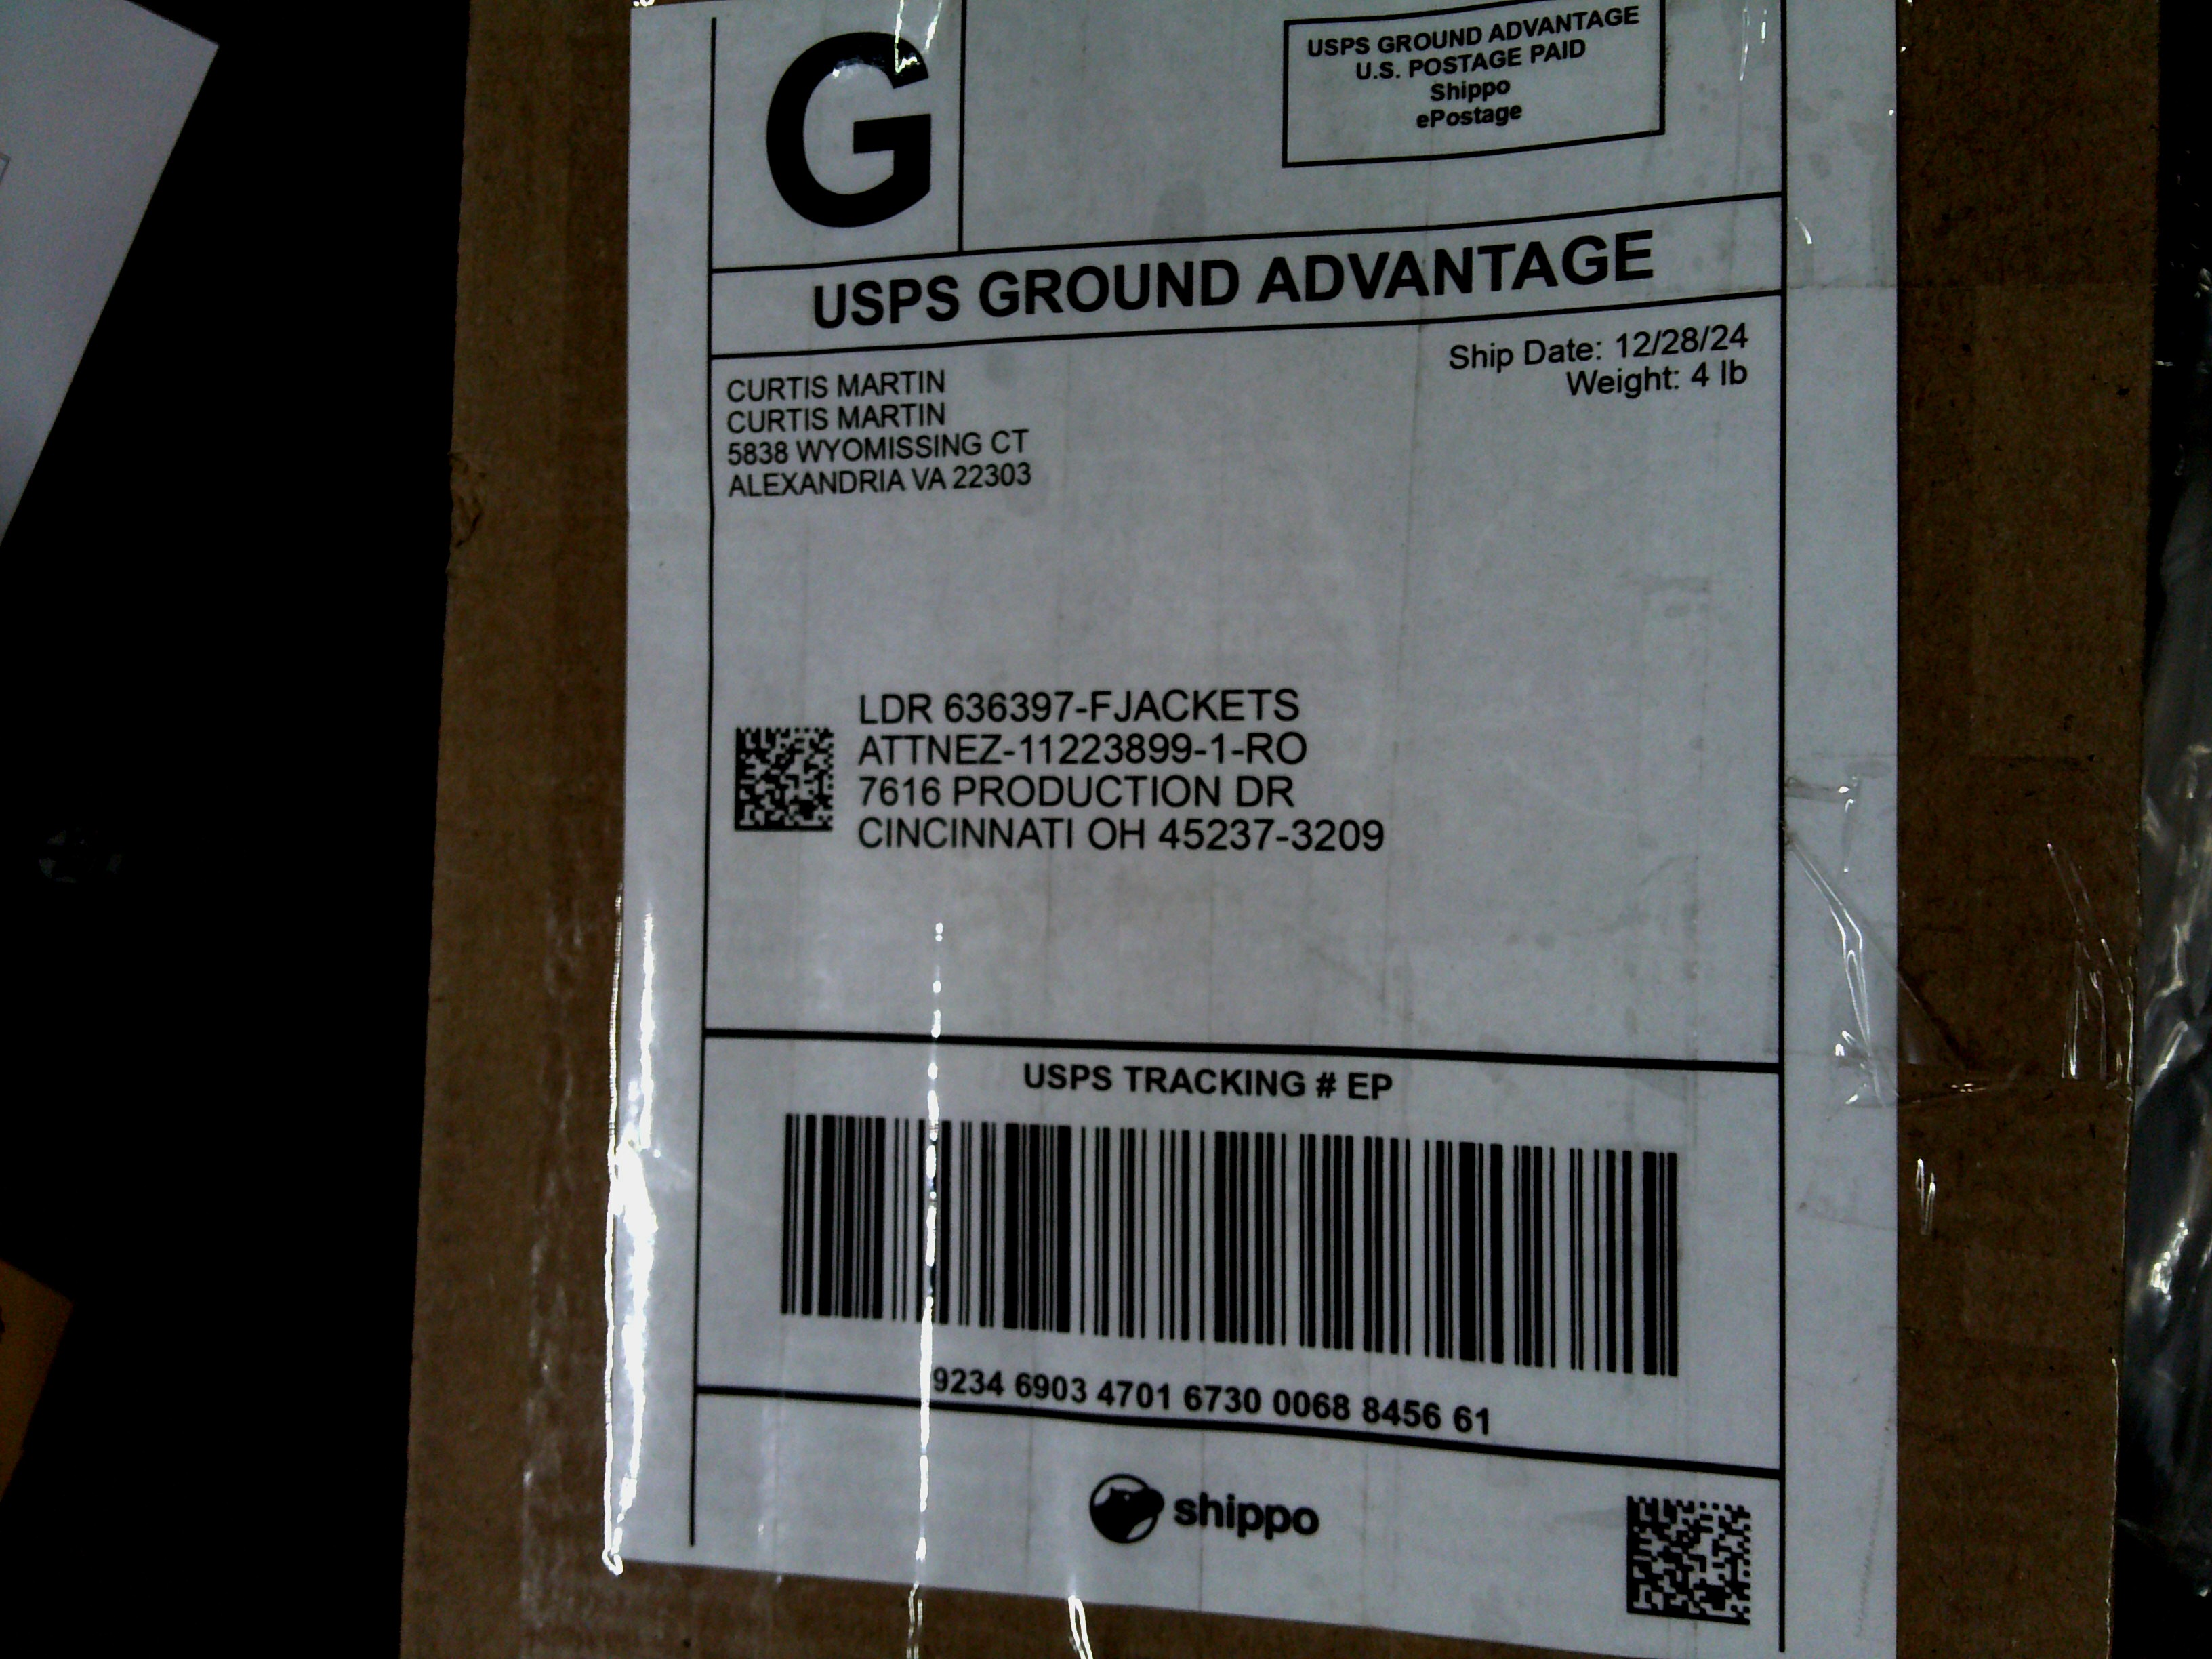 G
USPS GROUND ADVANTAGE
U.S. POSTAGE PAID
Shippo
ePostage
USPS GROUND ADVANTAGE
Ship Date: 12/28/24
Weight: 4 lb
CURTIS MARTIN
CURTIS MARTIN
5838 WYOMISSING CT
ALEXANDRIA VA 22303
LDR 636397-FJACKETS
ATTNEZ-11223899-1-RO
7616 PRODUCTION DR
CINCINNATI OH 45237-3209
USPS TRACKING # EP
9234 6903 4701 6730 0068 8456 61
shippo